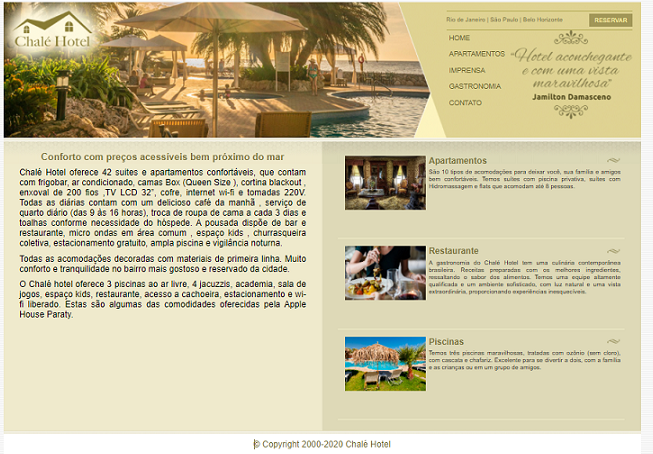 Chalé Hotel
Rio de Janeiro | São Paulo | Belo Horizonte
RESERVAR
HOME
APARTAMENTOS
IMPRENSA
GASTRONOMIA
CONTATO
"Hotel aconchegante
e com uma vista
maravilhosa"
Jamilton Damasceno
Conforto com preços acessíveis bem próximo do mar
Chalé Hotel oferece 42 suites e apartamentos confortáveis, que contam
com frigobar, ar condicionado, camas Box (Queen Size ), cortina blackout ,
enxoval de 200 fios ,TV LCD 32", cofre, internet wi-fi e tomadas 220V.
Todas as diárias contam com um delicioso café da manhã , serviço de
quarto diário (das 9 às 16 horas), troca de roupa de cama a cada 3 dias e
toalhas conforme necessidade do hóspede. A pousada dispõe de bar e
restaurante, micro ondas em área comum , espaço kids , churrasqueira
coletiva, estacionamento gratuito, ampla piscina e vigilância noturna.
Todas as acomodações decoradas com materiais de primeira linha. Muito
conforto e tranquilidade no bairro mais gostoso e reservado da cidade.
O Chalé hotel oferece 3 piscinas ao ar livre, 4 jacuzzis, academia, sala de
jogos, espaço kids, restaurante, acesso a cachoeira, estacionamento e wi-
fi liberado. Estas são algumas das comodidades oferecidas pela Apple
House Paraty.
Apartamentos
São 10 tipos de acomodações para deixar você, sua família e amigos
bem confortáveis. Temos suítes com piscina privativa, suítes com
Hidromassagem e flats que acomodam até 8 pessoas.
Restaurante
A gastronomia do Chalé Hotel tem uma culinária contemporânea
brasileira. Receitas preparadas com os melhores ingredientes,
ressaltando o sabor dos alimentos. Temos uma equipe altamente
qualificada e um ambiente sofisticado, com luz natural e uma vista
extraordinária, proporcionando experiências inesquecíveis.
Piscinas
Temos três piscinas maravilhosas, tratadas com ozônio (sem cloro),
com cascata e chafariz. Excelente para se divertir a dois, com a família
e as crianças ou em um grupo de amigos.
© Copyright 2000-2020 Chalé Hotel